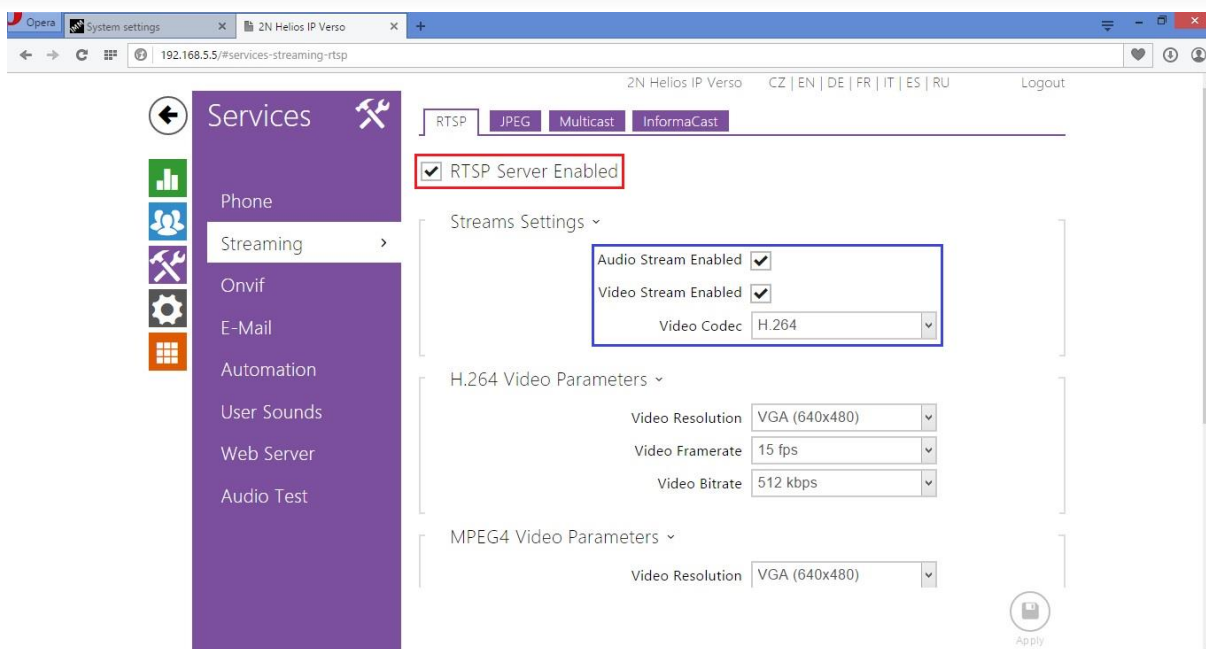 Opera System settings 2N Helios IP Verso
192.168.5.5/#services-streaming-rtsp
2N Helios IP Verso CZ | EN | DE | FR | IT | ES | RU Logout
Services
RTSP JPEG Multicast InformaCast
RTSP Server Enabled
Phone
Streaming
Onvif
E-Mail
Automation
User Sounds
Web Server
Audio Test
Streams Settings
Audio Stream Enabled
Video Stream Enabled
Video Codec H.264
H.264 Video Parameters
Video Resolution VGA (640x480)
Video Framerate 15 fps
Video Bitrate 512 kbps
MPEG4 Video Parameters
Video Resolution VGA (640x480)
Apply